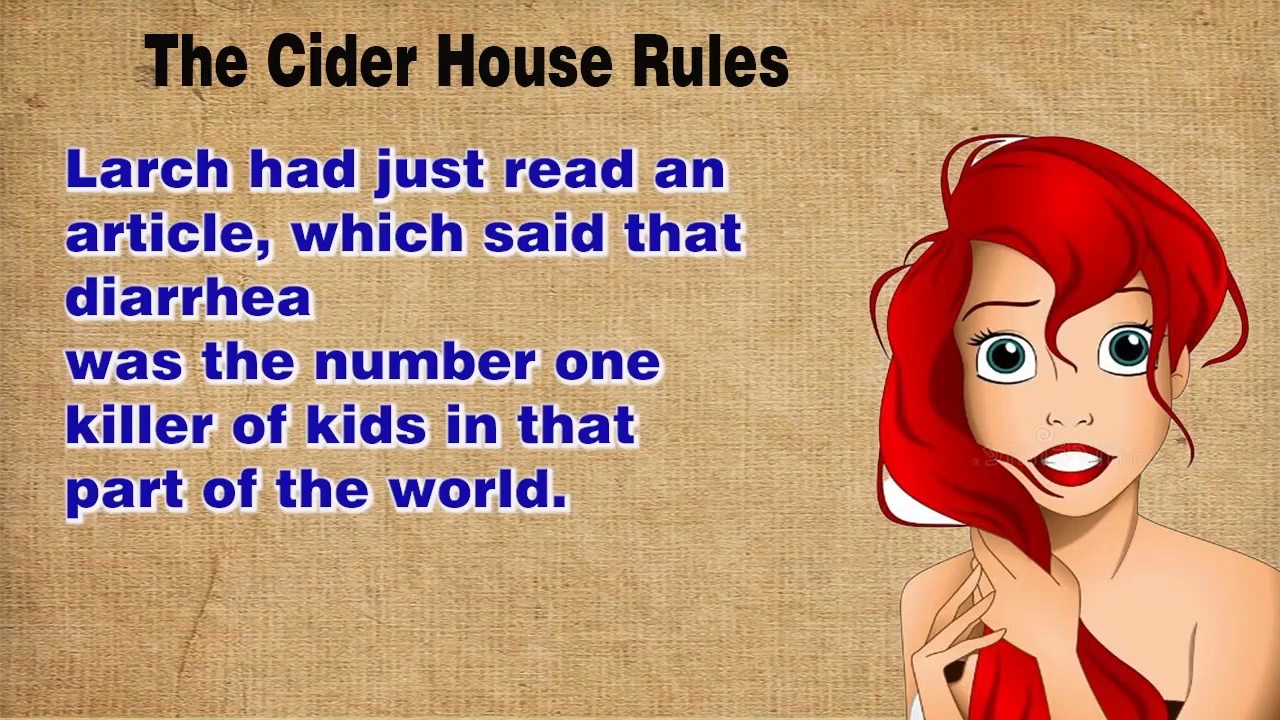 The Cider House Rules
Larch had just read an
article, which said that
diarrhea
was the number one
killer of kids in that
part of the world.